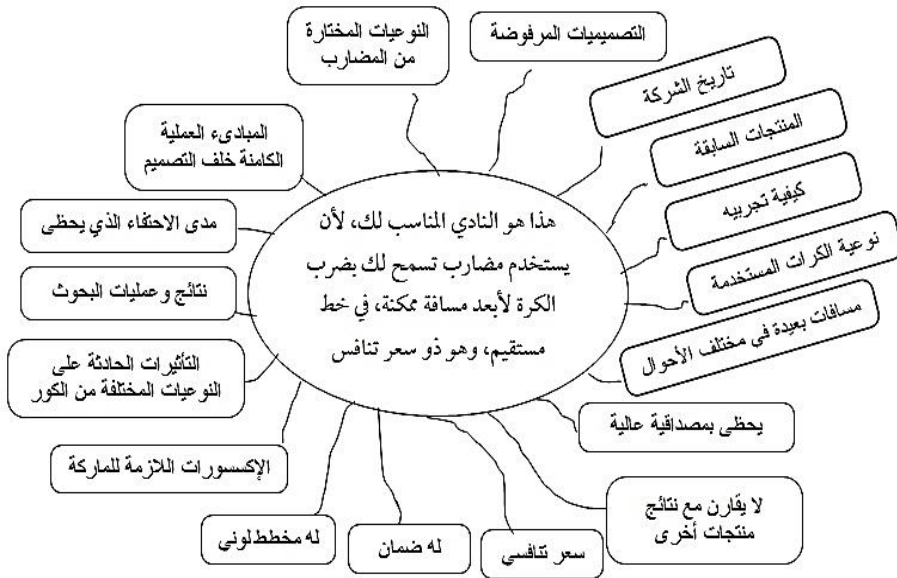 التصميميات المرفوضة
النوعيات المختارة
من المضارب
تاريخ الشركة
المنتجات السابقة
كيفية تجريبه
نوعية الكرات المستخدمة
مسافات بعيدة في مختلف الأحوال
يحظى بمصداقية عالية
لا يقارن مع نتائج
منتجات أخرى
سعر تنافسي
له ضمان
له مخطط لوني
الإكسسورات اللازمة للماركة
التأثيرات الحادثة على
النوعيات المختلفة من الكور
نتائج وعمليات البحوث
مدى الاحتفاء الذي يحظى
المبادىء العملية
الكامنة خلف التصميم
هذا هو النادي المناسب لك، لأن
يستخدم مضارب تسمح لك بضرب
الكرة لأبعد مسافة ممكنة، في خط
مستقيم، وهو ذو سعر تنافس